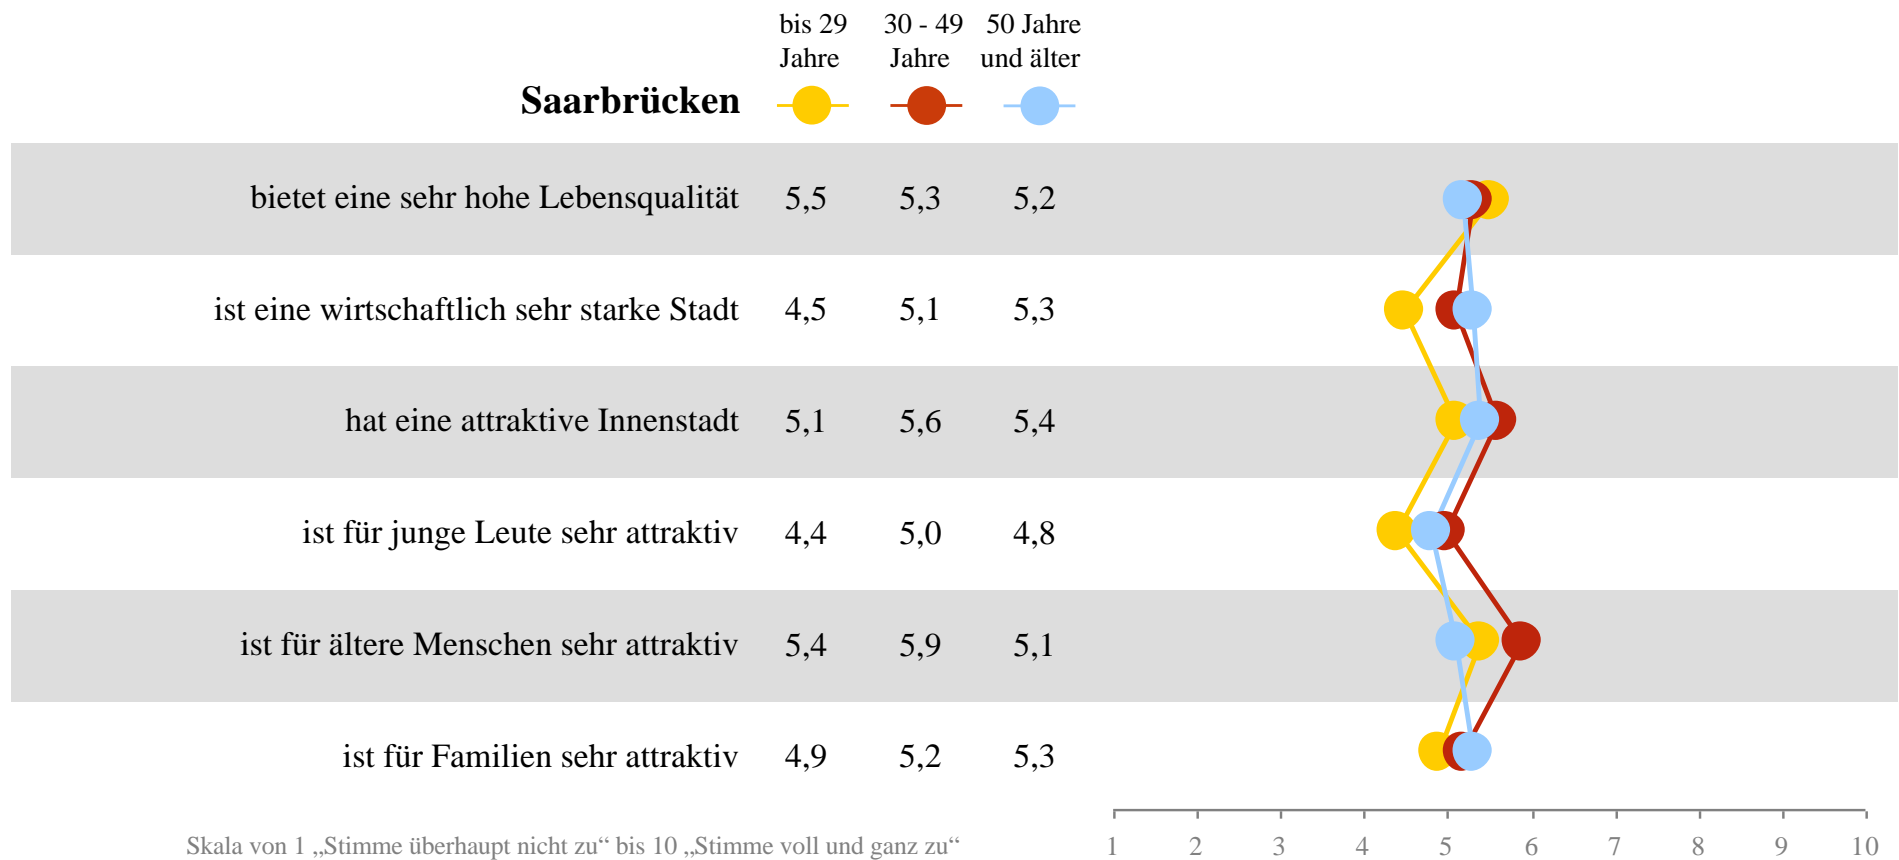 bis 29 30 - 49 50 Jahre
Jahre Jahre und älter
Saarbrücken
bietet eine sehr hohe Lebensqualität 5,5 5,3 5,2
ist eine wirtschaftlich sehr starke Stadt 4,5 5,1 5,3
hat eine attraktive Innenstadt 5,1 5,6 5,4
ist für junge Leute sehr attraktiv 4,4 5,0 4,8
ist für ältere Menschen sehr attraktiv 5,4 5,9 5,1
ist für Familien sehr attraktiv 4,9 5,2 5,3
Skala von 1 „Stimme überhaupt nicht zu“ bis 10 „Stimme voll und ganz zu“ 1 2 3 4 5 6 7 8 9 10